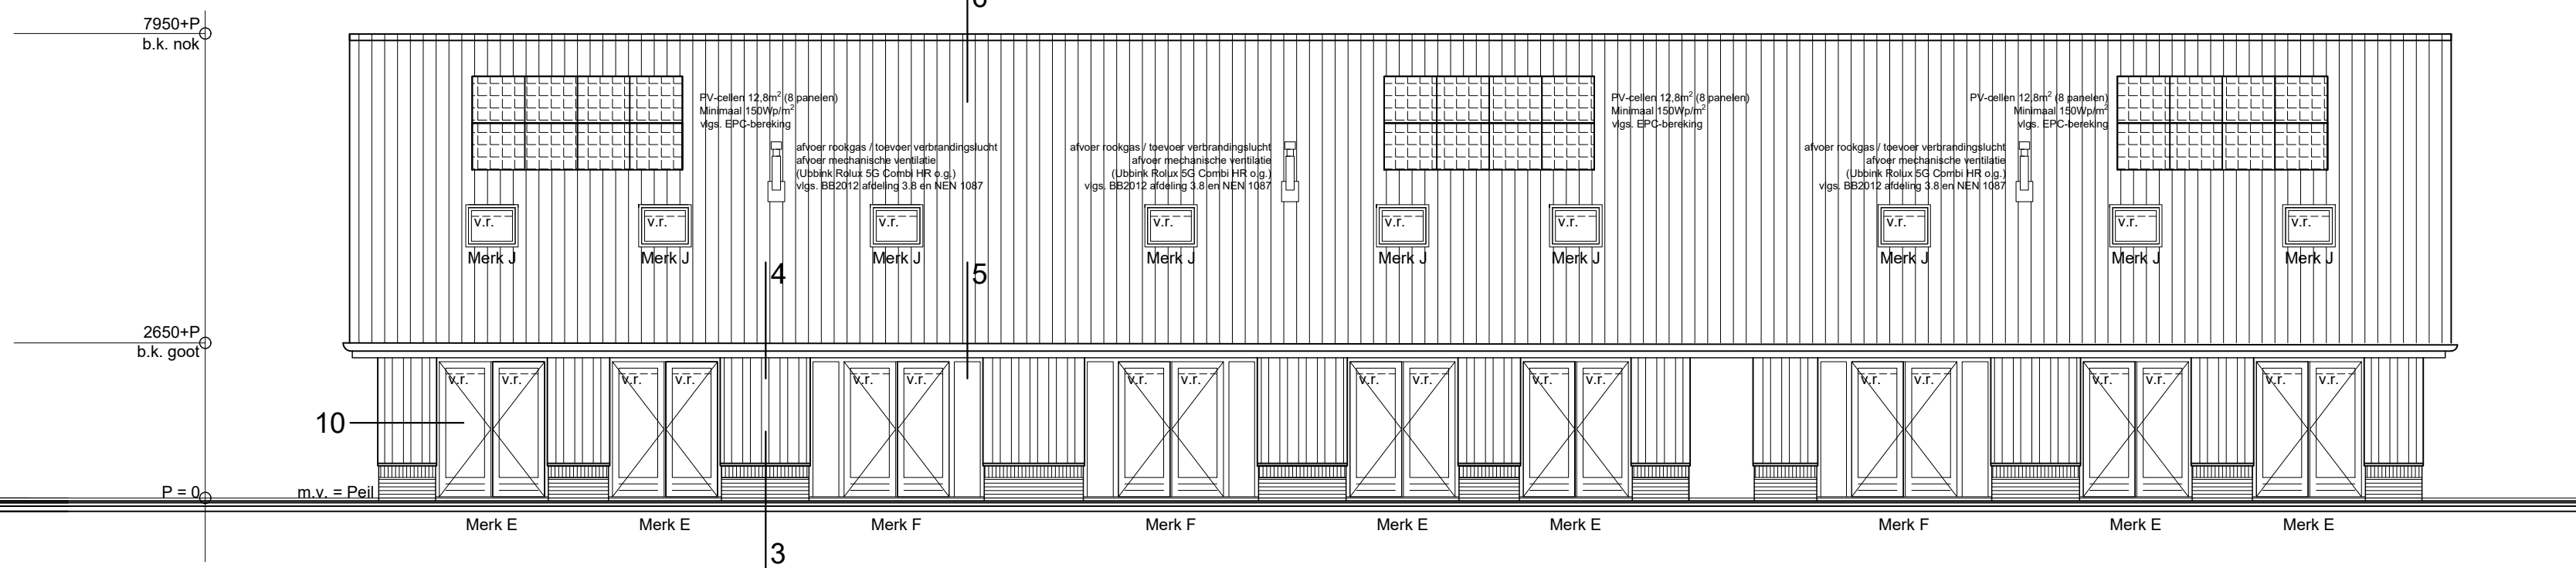 6
7950+P
b.k. nok
PV-cellen 12,8m² (8 panelen)
Minimaal 150Wp/m²
vlgs. EPC-bereking
PV-cellen 12,8m² (8 panelen)
Minimaal 150Wp/m²
vlgs. EPC-bereking
PV-cellen 12,8m² (8 panelen)
Minimaal 150Wp/m²
vlgs. EPC-bereking
afvoer rookgas / toevoer verbrandingslucht
afvoer mechanische ventilatie
(Ubbink Rolux 5G Combi HR o.g.)
vlgs. BB2012 afdeling 3.8 en NEN 1087
afvoer rookgas / toevoer verbrandingslucht
afvoer mechanische ventilatie
(Ubbink Rolux 5G Combi HR o.g.)
vlgs. BB2012 afdeling 3.8 en NEN 1087
afvoer rookgas / toevoer verbrandingslucht
afvoer mechanische ventilatie
(Ubbink Rolux 5G Combi HR o.g.)
vlgs. BB2012 afdeling 3.8 en NEN 1087
v.r. v.r. v.r. v.r. v.r. v.r. v.r. v.r. v.r.
Merk J Merk J Merk J Merk J Merk J Merk J Merk J Merk J Merk J
4 5
2650+P
b.k. goot
v.r. v.r. v.r. v.r. v.r. v.r. v.r. v.r. v.r. v.r. v.r. v.r. v.r. v.r. v.r. v.r. v.r. v.r.
10
P = 0 m.v. = Peil
Merk E Merk E Merk F Merk F Merk E Merk E Merk F Merk E Merk E
3